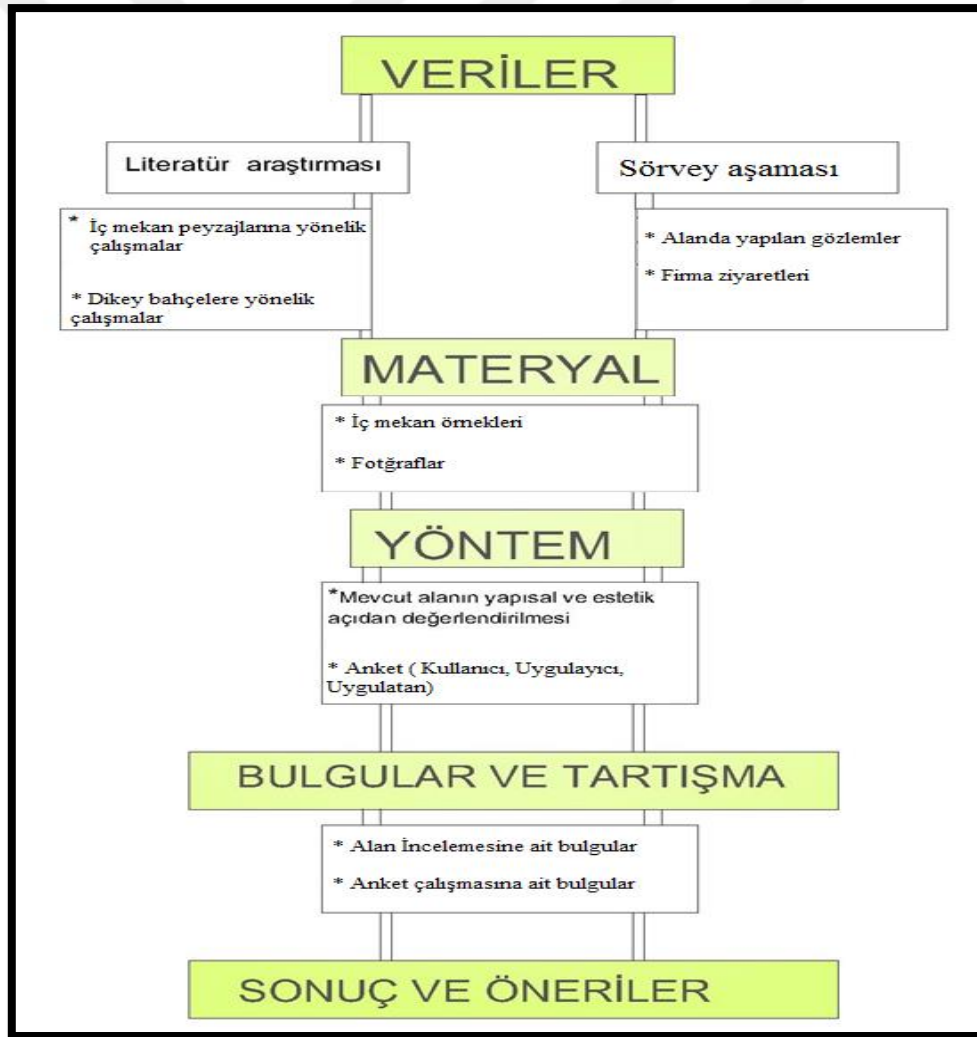 VERİLER
Literatür araştırması
Sörvey aşaması
* İç mekan peyzajlarına yönelik
çalışmalar
* Dikey bahçelere yönelik
çalışmalar
* Alanda yapılan gözlemler
* Firma ziyaretleri
MATERYAL
* İç mekan örnekleri
* Fotğraflar
YÖNTEM
*Mevcut alanın yapısal ve estetik
açıdan değerlendirilmesi
* Anket ( Kullanıcı, Uygulayıcı,
Uygulatan)
BULGULAR VE TARTIŞMA
* Alan İncelemesine ait bulgular
* Anket çalışmasına ait bulgular
SONUÇ VE ÖNERİLER